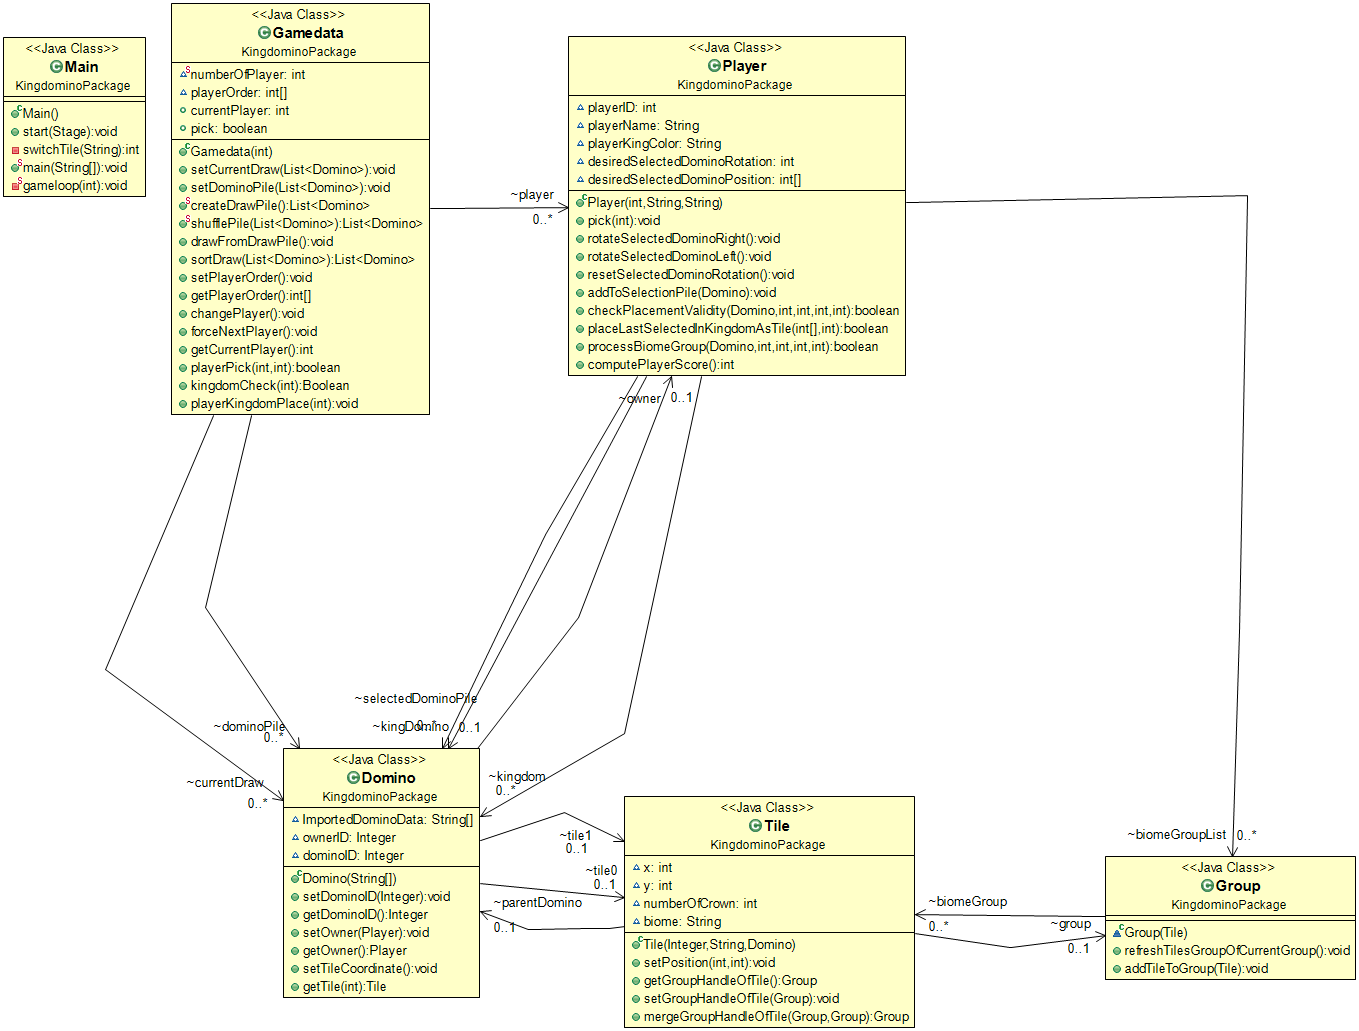 <<Java Class>>
Main
KingdominoPackage
Main()
start(Stage):void
switchTile(String):int
main(String[]):void
gameloop(int):void
<<Java Class>>
Gamedata
KingdominoPackage
numberOfPlayer: int
playerOrder: int[]
currentPlayer: int
pick: boolean
Gamedata(int)
setCurrentDraw(List<Domino>):void
setDominoPile(List<Domino>):void
createDrawPile():List<Domino>
shufflePile(List<Domino>):List<Domino>
drawFromDrawPile():void
sortDraw(List<Domino>):List<Domino>
setPlayerOrder():void
getPlayerOrder():int[]
changePlayer():void
forceNextPlayer():void
getCurrentPlayer():int
playerPick(int,int):boolean
kingdomCheck(int):Boolean
playerKingdomPlace(int):void
~player
0..*
<<Java Class>>
Player
KingdominoPackage
playerID: int
playerName: String
playerKingColor: String
desiredSelectedDominoRotation: int
desiredSelectedDominoPosition: int[]
Player(int,String,String)
pick(int):void
rotateSelectedDominoRight():void
rotateSelectedDominoLeft():void
resetSelectedDominoRotation():void
addToSelectionPile(Domino):void
checkPlacementValidity(Domino,int,int,int,int):boolean
placeLastSelectedInKingdomAsTile(int[],int):boolean
processBiomeGroup(Domino,int,int,int,int):boolean
computePlayerScore():int
~owner
0..1
~selectedDominoPile
0..*
~kingDomino
0..1
~dominoPile
0..*
~currentDraw
0..*
~kingdom
0..*
<<Java Class>>
Domino
KingdominoPackage
ImportedDominoData: String[]
ownerID: Integer
dominoID: Integer
Domino(String[])
setDominoID(Integer):void
getDominoID():Integer
setOwner(Player):void
getOwner():Player
setTileCoordinate():void
getTile(int):Tile
~tile1
0..1
~tile0
0..1
~parentDomino
0..1
<<Java Class>>
Tile
KingdominoPackage
x: int
y: int
numberOfCrown: int
biome: String
Tile(Integer,String,Domino)
setPosition(int,int):void
getGroupHandleOfTile():Group
setGroupHandleOfTile(Group):void
mergeGroupHandleOfTile(Group,Group):Group
~biomeGroupList
0..*
~biomeGroup
0..*
~group
0..1
<<Java Class>>
Group
KingdominoPackage
Group(Tile)
refreshTilesGroupOfCurrentGroup():void
addTileToGroup(Tile):void